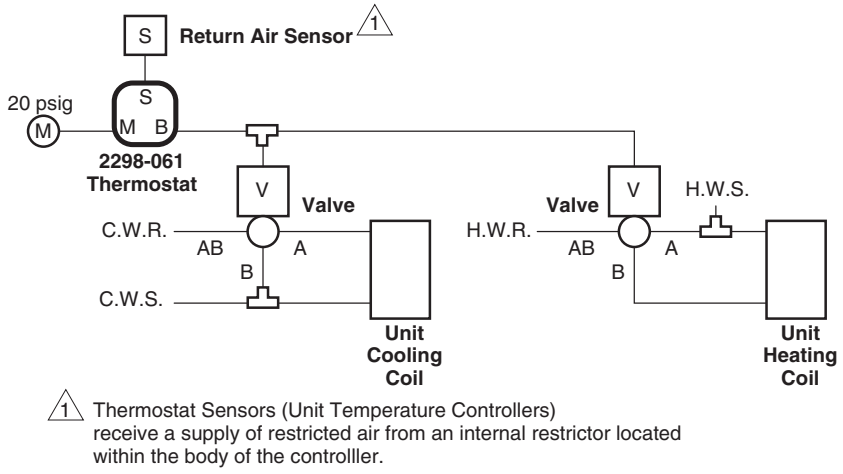 S
Return Air Sensor
1
S
20 psig
M
M B
2298-061
Thermostat
V
Valve
C.W.R.
AB
A
B
C.W.S.
Unit
Cooling
Coil
V
Valve
H.W.S.
H.W.R.
AB
A
B
Unit
Heating
Coil
1 Thermostat Sensors (Unit Temperature Controllers)
receive a supply of restricted air from an internal restrictor located
within the body of the controlller.